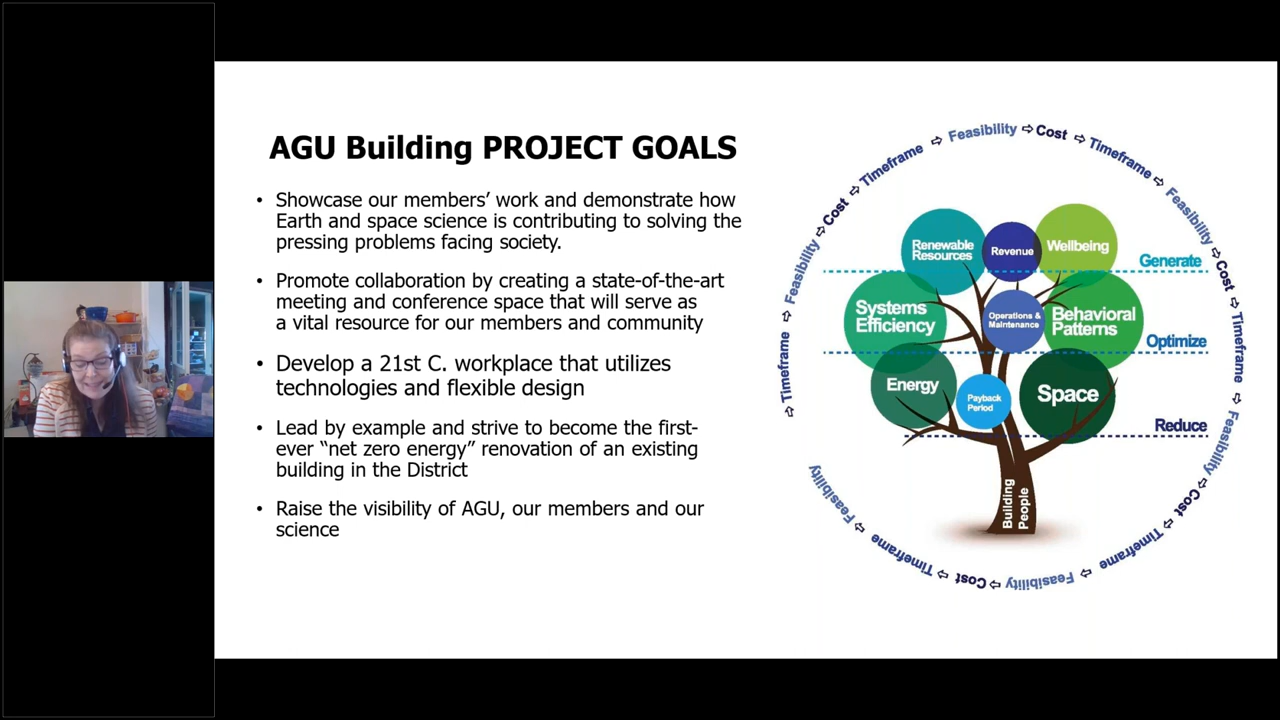 AGU Building PROJECT GOALS
• Showcase our members' work and demonstrate how
Earth and space science is contributing to solving the
pressing problems facing society.
• Promote collaboration by creating a state-of-the-art
meeting and conference space that will serve as
a vital resource for our members and community
• Develop a 21st C. workplace that utilizes
technologies and flexible design
• Lead by example and strive to become the first-
ever “net zero energy” renovation of an existing
building in the District
• Raise the visibility of AGU, our members and our
science
Timeframe ⇨ Feasibility ⇨ Cost ⇨ Timeframe ⇨ Feasibility ⇨ Cost ⇨ Timeframe ⇨ Feasibility ⇨ Cost ⇨ Timeframe ⇨ Feasibility ⇨ Cost ⇨ Timeframe ⇨ Feasibility
⇨ Timeframe ⇨ Feasibility ⇨ Cost ⇨
Renewable
Resources
Revenue
Wellbeing
Generate
Systems
Efficiency
Operations &
Maintenance
Behavioral
Patterns
Optimize
Energy
Payback
Period
Space
Reduce
Building
People